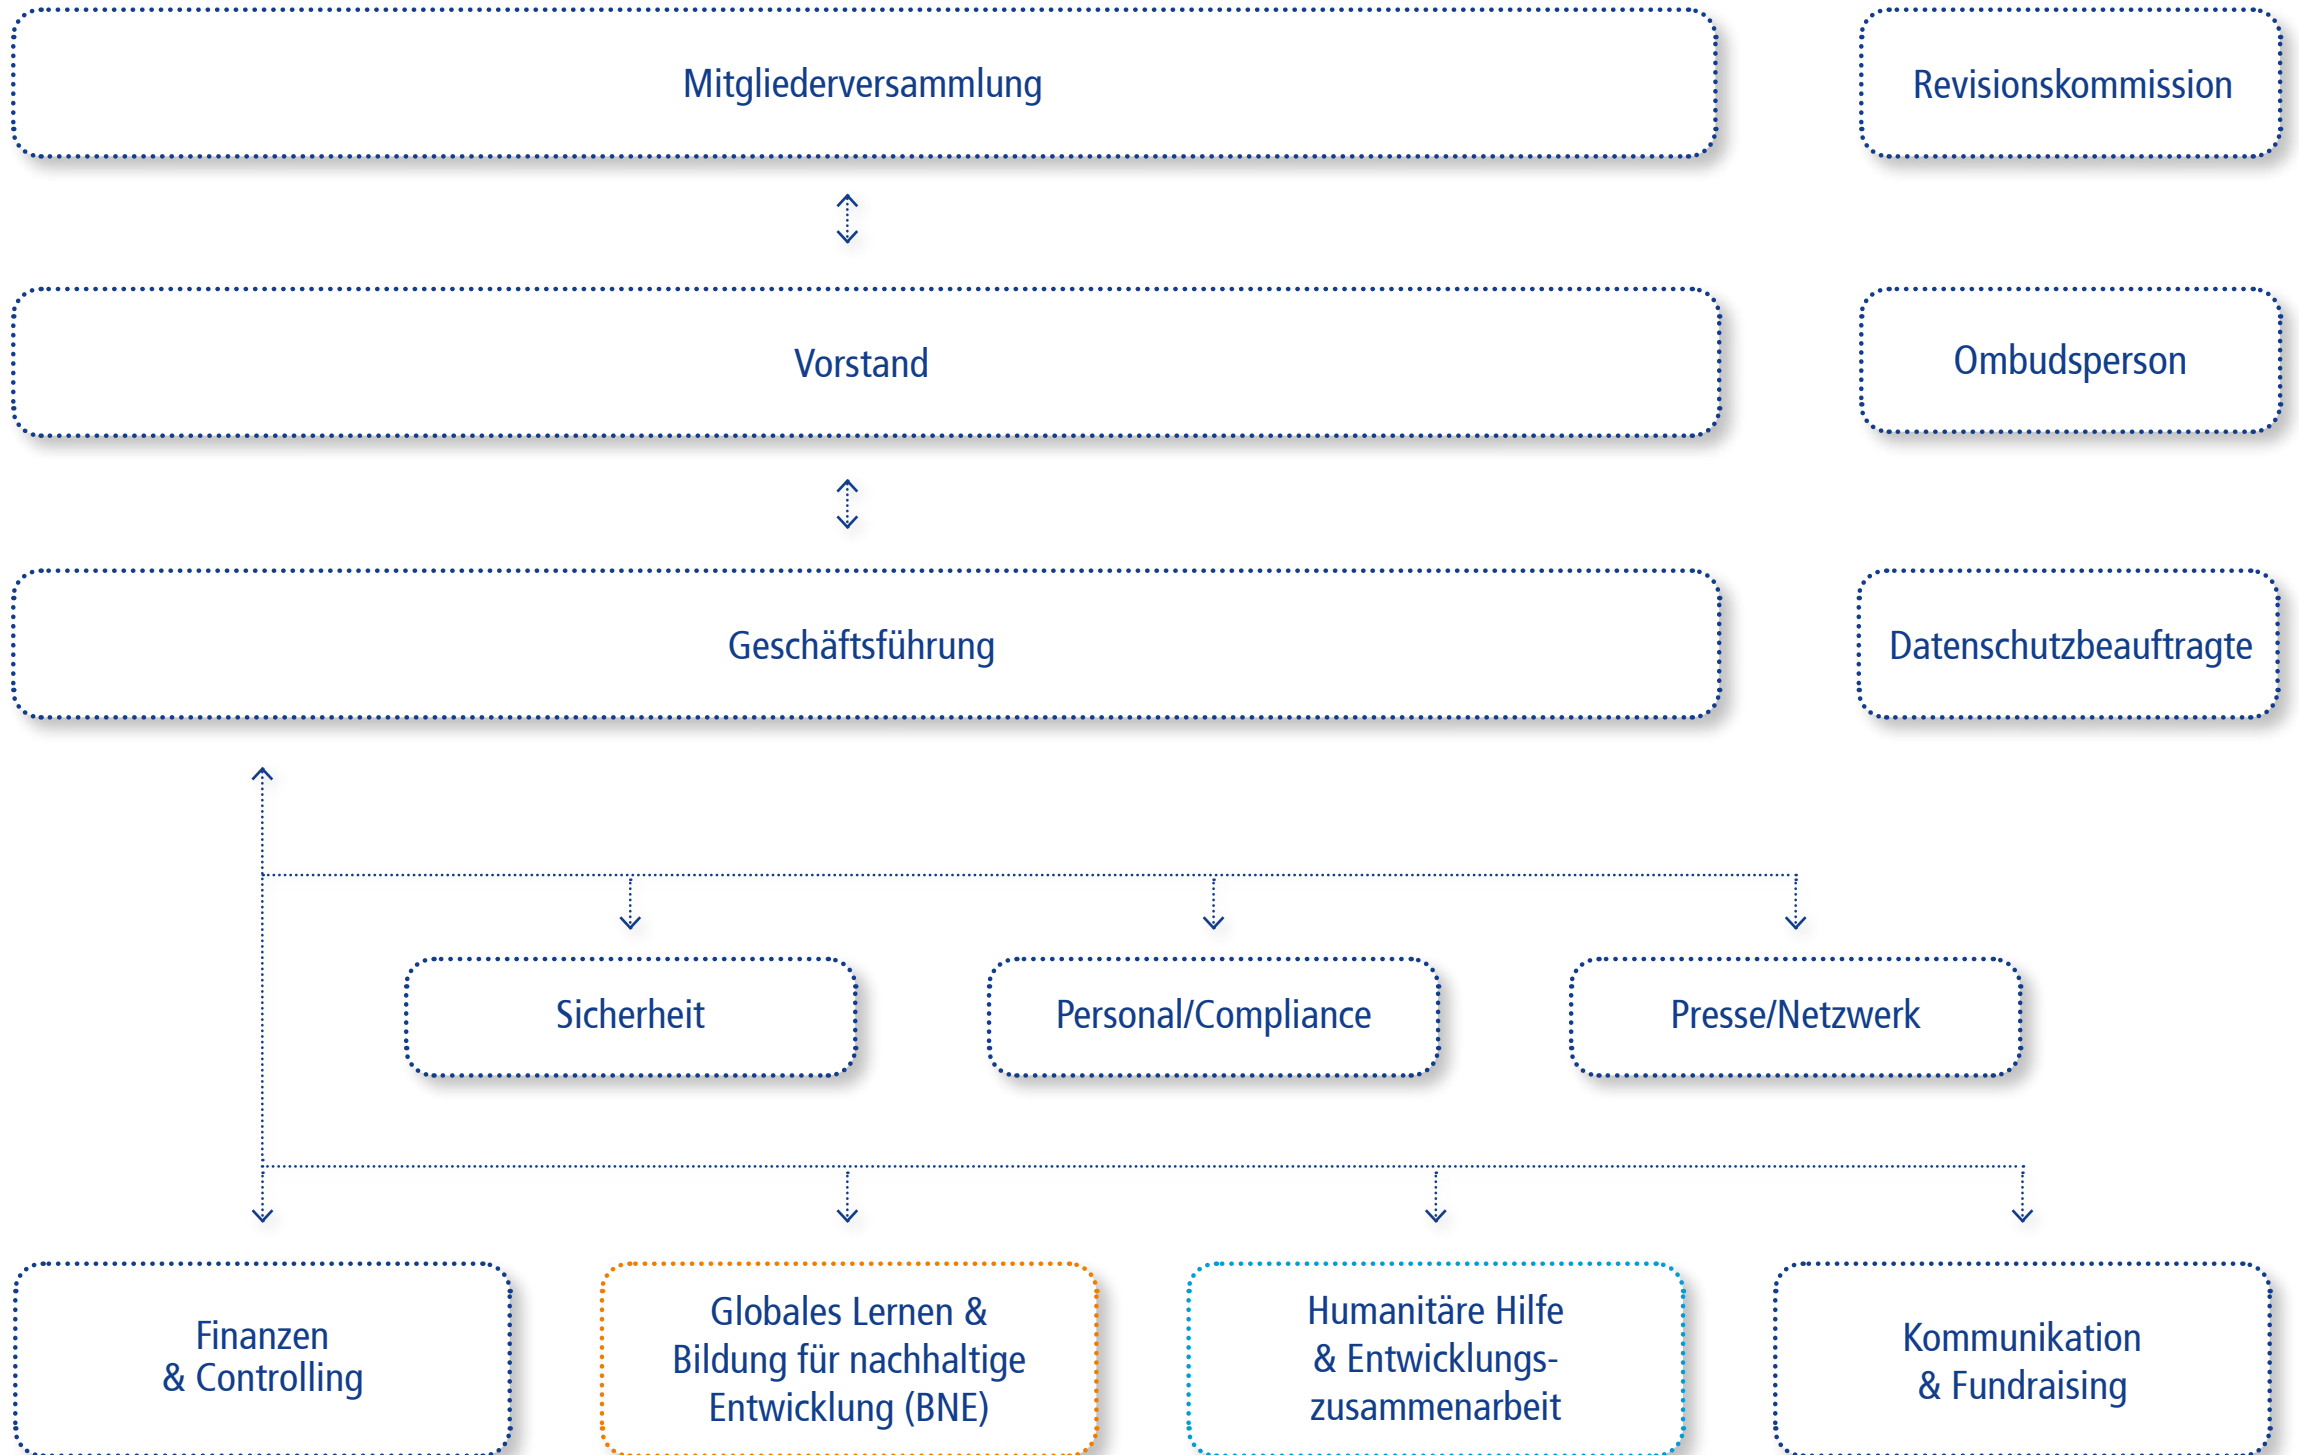 Mitgliederversammlung
Revisionskommission
Vorstand
Ombudsperson
Geschäftsführung
Datenschutzbeauftragte
Sicherheit
Personal/Compliance
Presse/Netzwerk
Finanzen
& Controlling
Globales Lernen &
Bildung für nachhaltige
Entwicklung (BNE)
Humanitäre Hilfe
& Entwicklungs-
zusammenarbeit
Kommunikation
& Fundraising